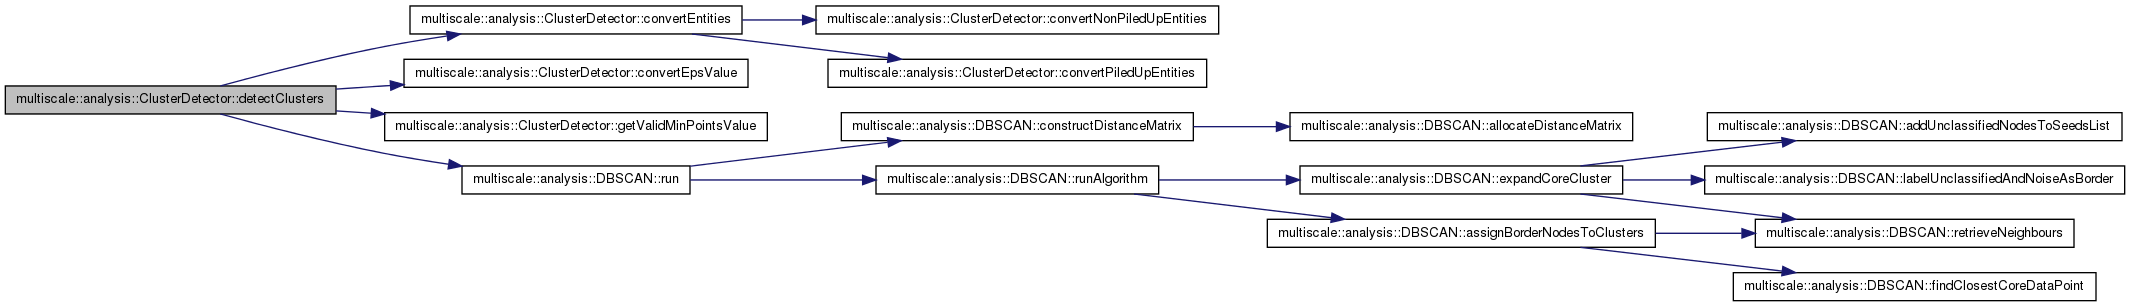 multiscale::analysis::ClusterDetector::detectClusters
multiscale::analysis::ClusterDetector::convertEntities
multiscale::analysis::ClusterDetector::convertNonPiledUpEntities
multiscale::analysis::ClusterDetector::convertPiledUpEntities
multiscale::analysis::ClusterDetector::convertEpsValue
multiscale::analysis::ClusterDetector::getValidMinPointsValue
multiscale::analysis::DBSCAN::run
multiscale::analysis::DBSCAN::constructDistanceMatrix
multiscale::analysis::DBSCAN::allocateDistanceMatrix
multiscale::analysis::DBSCAN::runAlgorithm
multiscale::analysis::DBSCAN::expandCoreCluster
multiscale::analysis::DBSCAN::assignBorderNodesToClusters
multiscale::analysis::DBSCAN::addUnclassifiedNodesToSeedsList
multiscale::analysis::DBSCAN::labelUnclassifiedAndNoiseAsBorder
multiscale::analysis::DBSCAN::retrieveNeighbours
multiscale::analysis::DBSCAN::findClosestCoreDataPoint